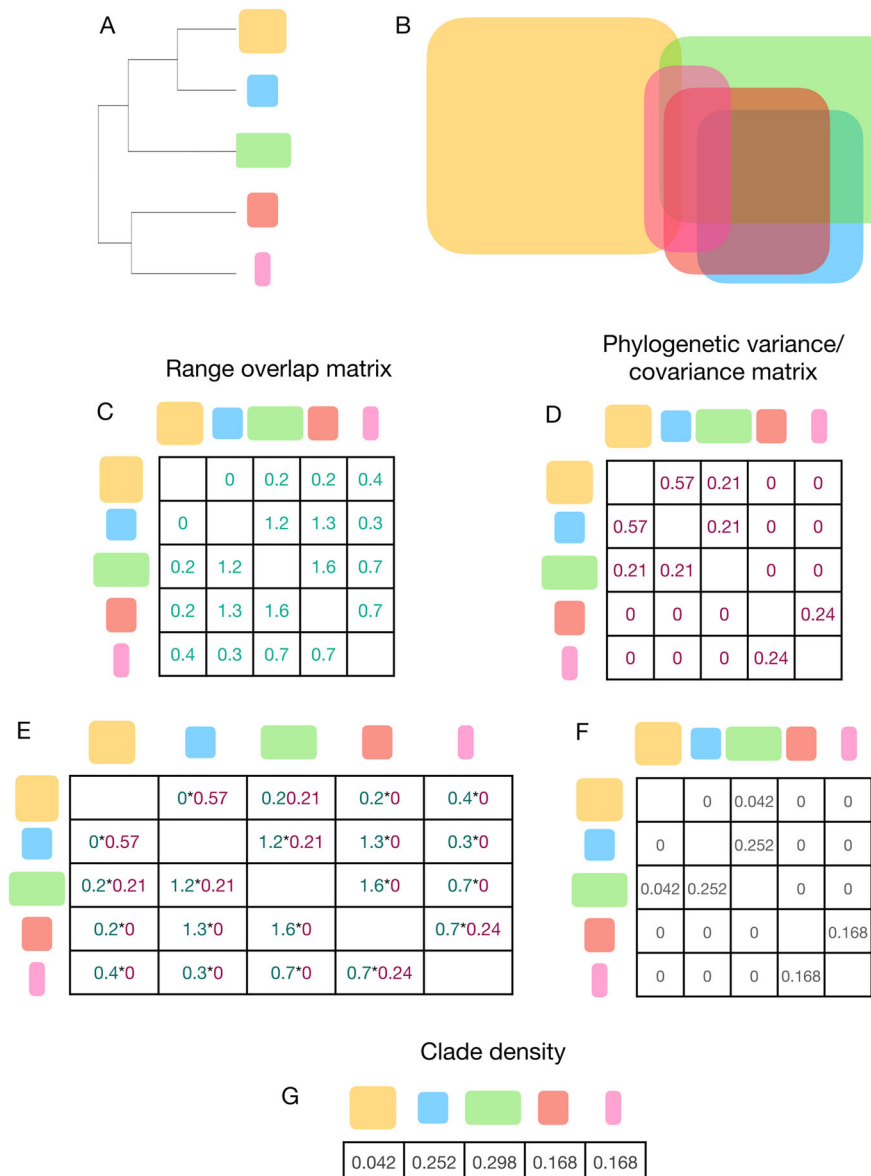 A
B
Range overlap matrix
Phylogenetic variance/
covariance matrix
C
0 0.2 0.2 0.4
0 1.2 1.3 0.3
0.2 1.2 1.6 0.7
0.2 1.3 1.6 0.7
0.4 0.3 0.7 0.7
D
0.57 0.21 0 0
0.57 0.21 0 0
0.21 0.21 0 0
0 0 0 0.24
0 0 0 0.24
E
0*0.57 0.20.21 0.2*0 0.4*0
0*0.57 1.2*0.21 1.3*0 0.3*0
0.2*0.21 1.2*0.21 1.6*0 0.7*0
0.2*0 1.3*0 1.6*0 0.7*0.24
0.4*0 0.3*0 0.7*0 0.7*0.24
F
0 0.042 0 0
0 0.252 0 0
0.042 0.252 0 0
0 0 0 0.168
0 0 0 0.168
Clade density
G
0.042 0.252 0.298 0.168 0.168